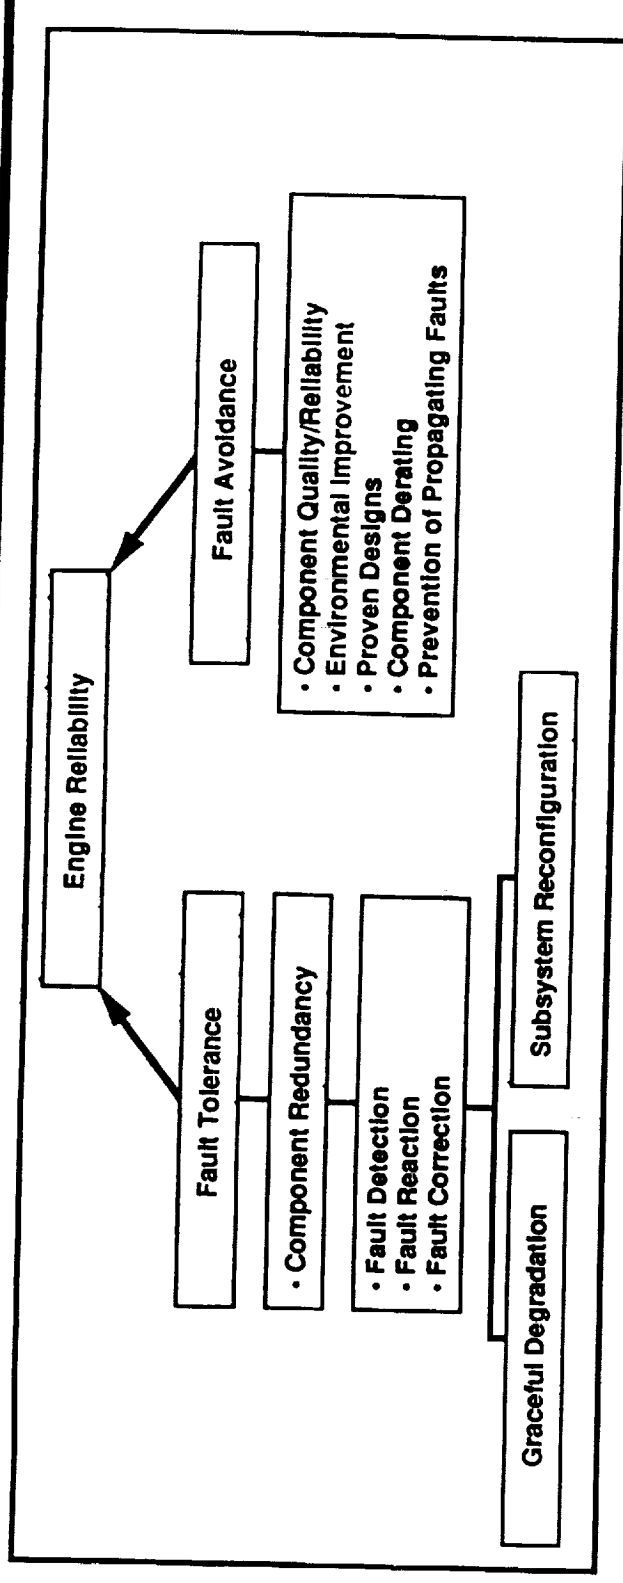 Engine Reliability
Fault Tolerance
• Component Redundancy
• Fault Detection
• Fault Reaction
• Fault Correction
Graceful Degradation
Subsystem Reconfiguration
Fault Avoidance
• Component Quality/Reliability
• Environmental Improvement
• Proven Designs
• Component Derating
• Prevention of Propagating Faults